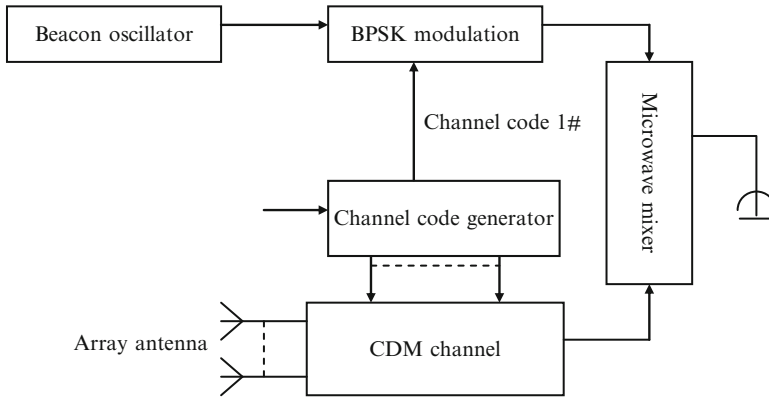 Beacon oscillator
BPSK modulation
Microwave mixer
Channel code 1#
Channel code generator
Array antenna
CDM channel